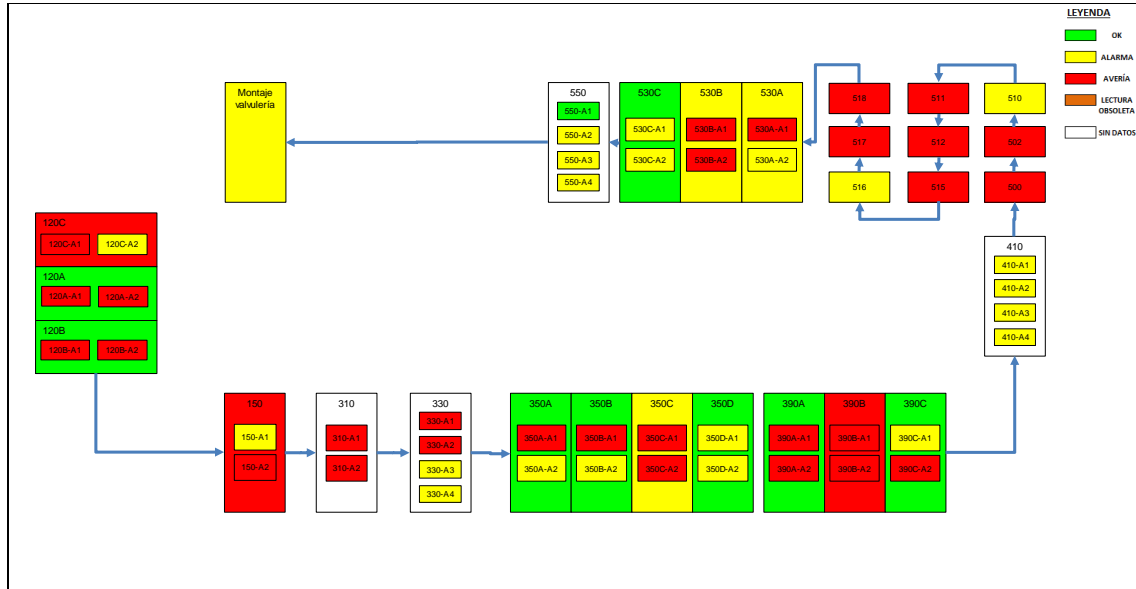 LEYENDA
OK
ALARMA
AVERÍA
LECTURA
OBSOLETA
SIN DATOS
Montaje
valvulería
550
550-A1
550-A2
550-A3
550-A4
530C
530B
530A
530C-A1
530B-A1
530A-A1
530C-A2
530B-A2
530A-A2
518
511
510
517
512
502
516
515
500
120C
120C-A1
120C-A2
120A
120A-A1
120A-A2
120B
120B-A1
120B-A2
410
410-A1
410-A2
410-A3
410-A4
150
150-A1
150-A2
310
310-A1
310-A2
330
330-A1
330-A2
330-A3
330-A4
350A
350B
350C
350D
350A-A1
350B-A1
350C-A1
350D-A1
350A-A2
350B-A2
350C-A2
350D-A2
390A
390B
390C
390A-A1
390B-A1
390C-A1
390A-A2
390B-A2
390C-A2